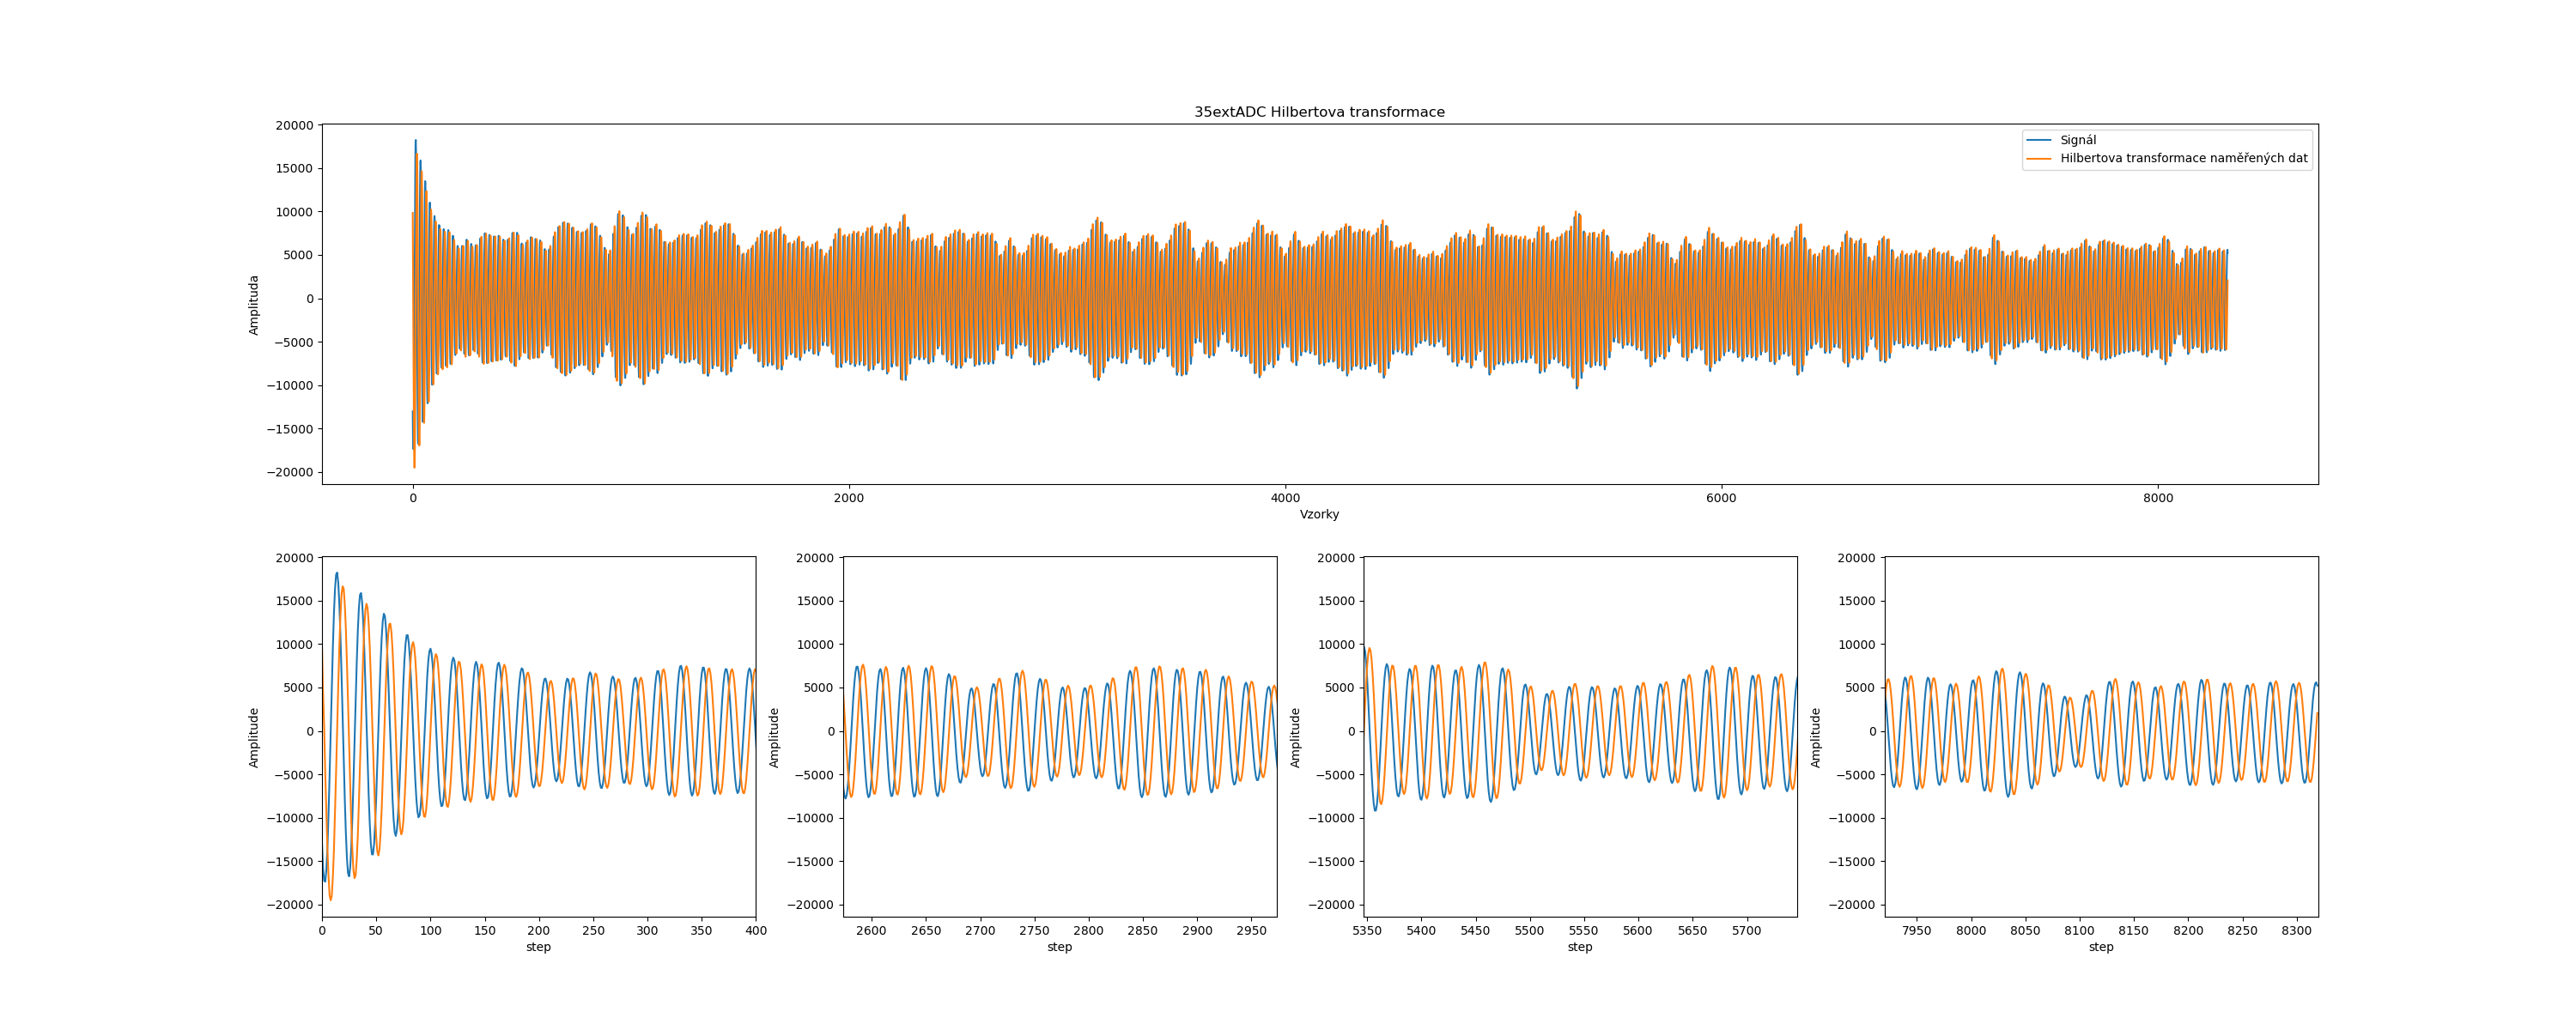 35extADC Hilbertova transformace
Signál
Hilbertova transformace naměřených dat
Amplituda
20000
15000
10000
5000
0
−5000
−10000
−15000
−20000
0 2000 4000 6000 8000
Vzorky
Amplitude
20000
15000
10000
5000
0
−5000
−10000
−15000
−20000
0 50 100 150 200 250 300 350 400
step
Amplitude
20000
15000
10000
5000
0
−5000
−10000
−15000
−20000
2600 2650 2700 2750 2800 2850 2900 2950
step
Amplitude
20000
15000
10000
5000
0
−5000
−10000
−15000
−20000
5350 5400 5450 5500 5550 5600 5650 5700
step
Amplitude
20000
15000
10000
5000
0
−5000
−10000
−15000
−20000
7950 8000 8050 8100 8150 8200 8250 8300
step